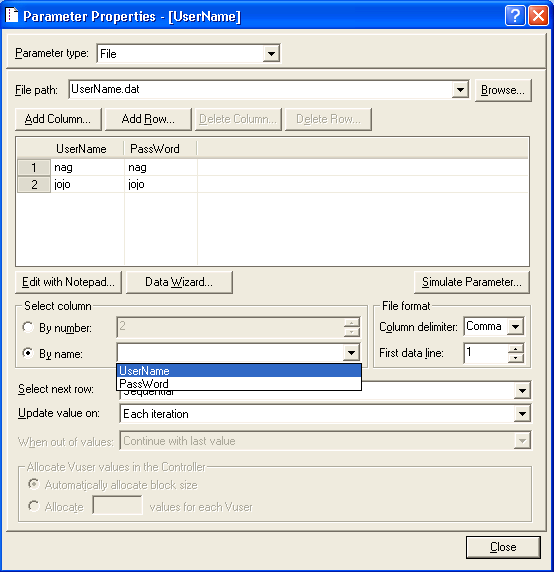 Parameter Properties - [UserName]
Parameter type: File
File path: UserName.dat Browse...
Add Column... Add Row... Delete Column... Delete Row...
UserName PassWord
1 nag nag
2 jojo jojo
Edit with Notepad... Data Wizard... Simulate Parameter...
Select column File format
By number: 2 Column delimiter: Comma
By name: First data line: 1
UserName
PassWord
Select next row: Sequential
Update value on: Each iteration
When out of values: Continue with last value
Allocate Vuser values in the Controller
Automatically allocate block size
Allocate values for each Vuser
Close